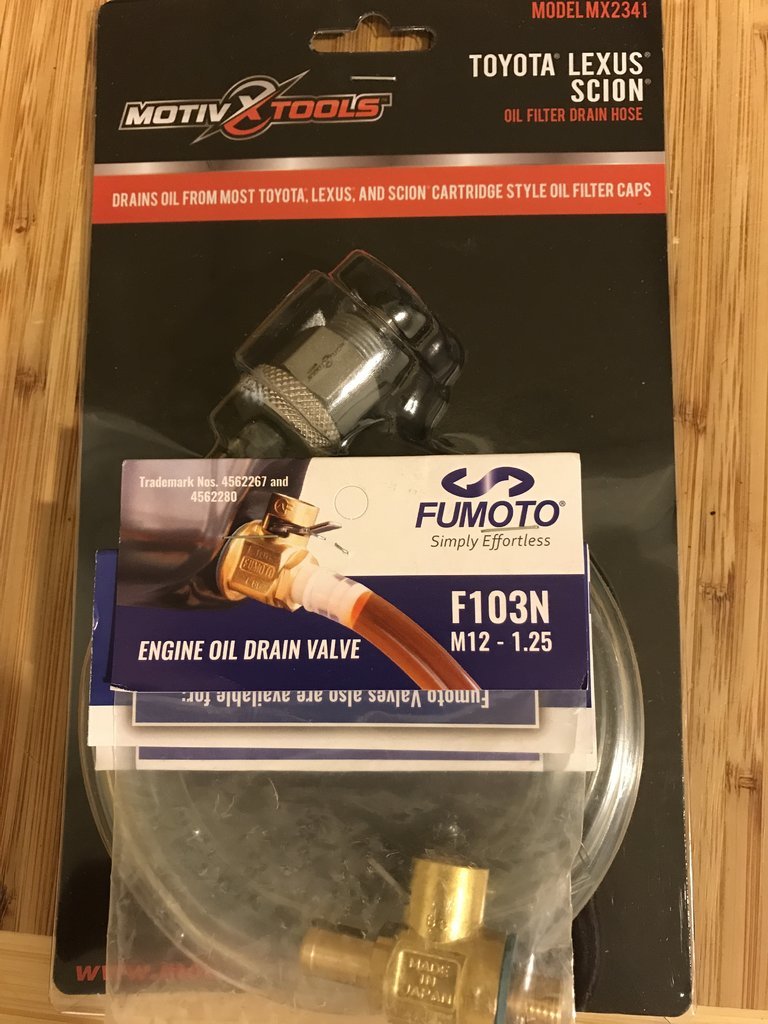 MODEL MX2341
TOYOTA® LEXUS®
SCION®
OIL FILTER DRAIN HOSE
MOTIV X TOOLS
DRAINS OIL FROM MOST TOYOTA, LEXUS, AND SCION CARTRIDGE STYLE OIL FILTER CAPS
Trademark Nos. 4562267 and
4562280
FUMOTO®
Simply Effortless
FUMOTO
F103N
M12 - 1.25
ENGINE OIL DRAIN VALVE
Fumoto Valves also are available for:
MADE
IN
JAPAN